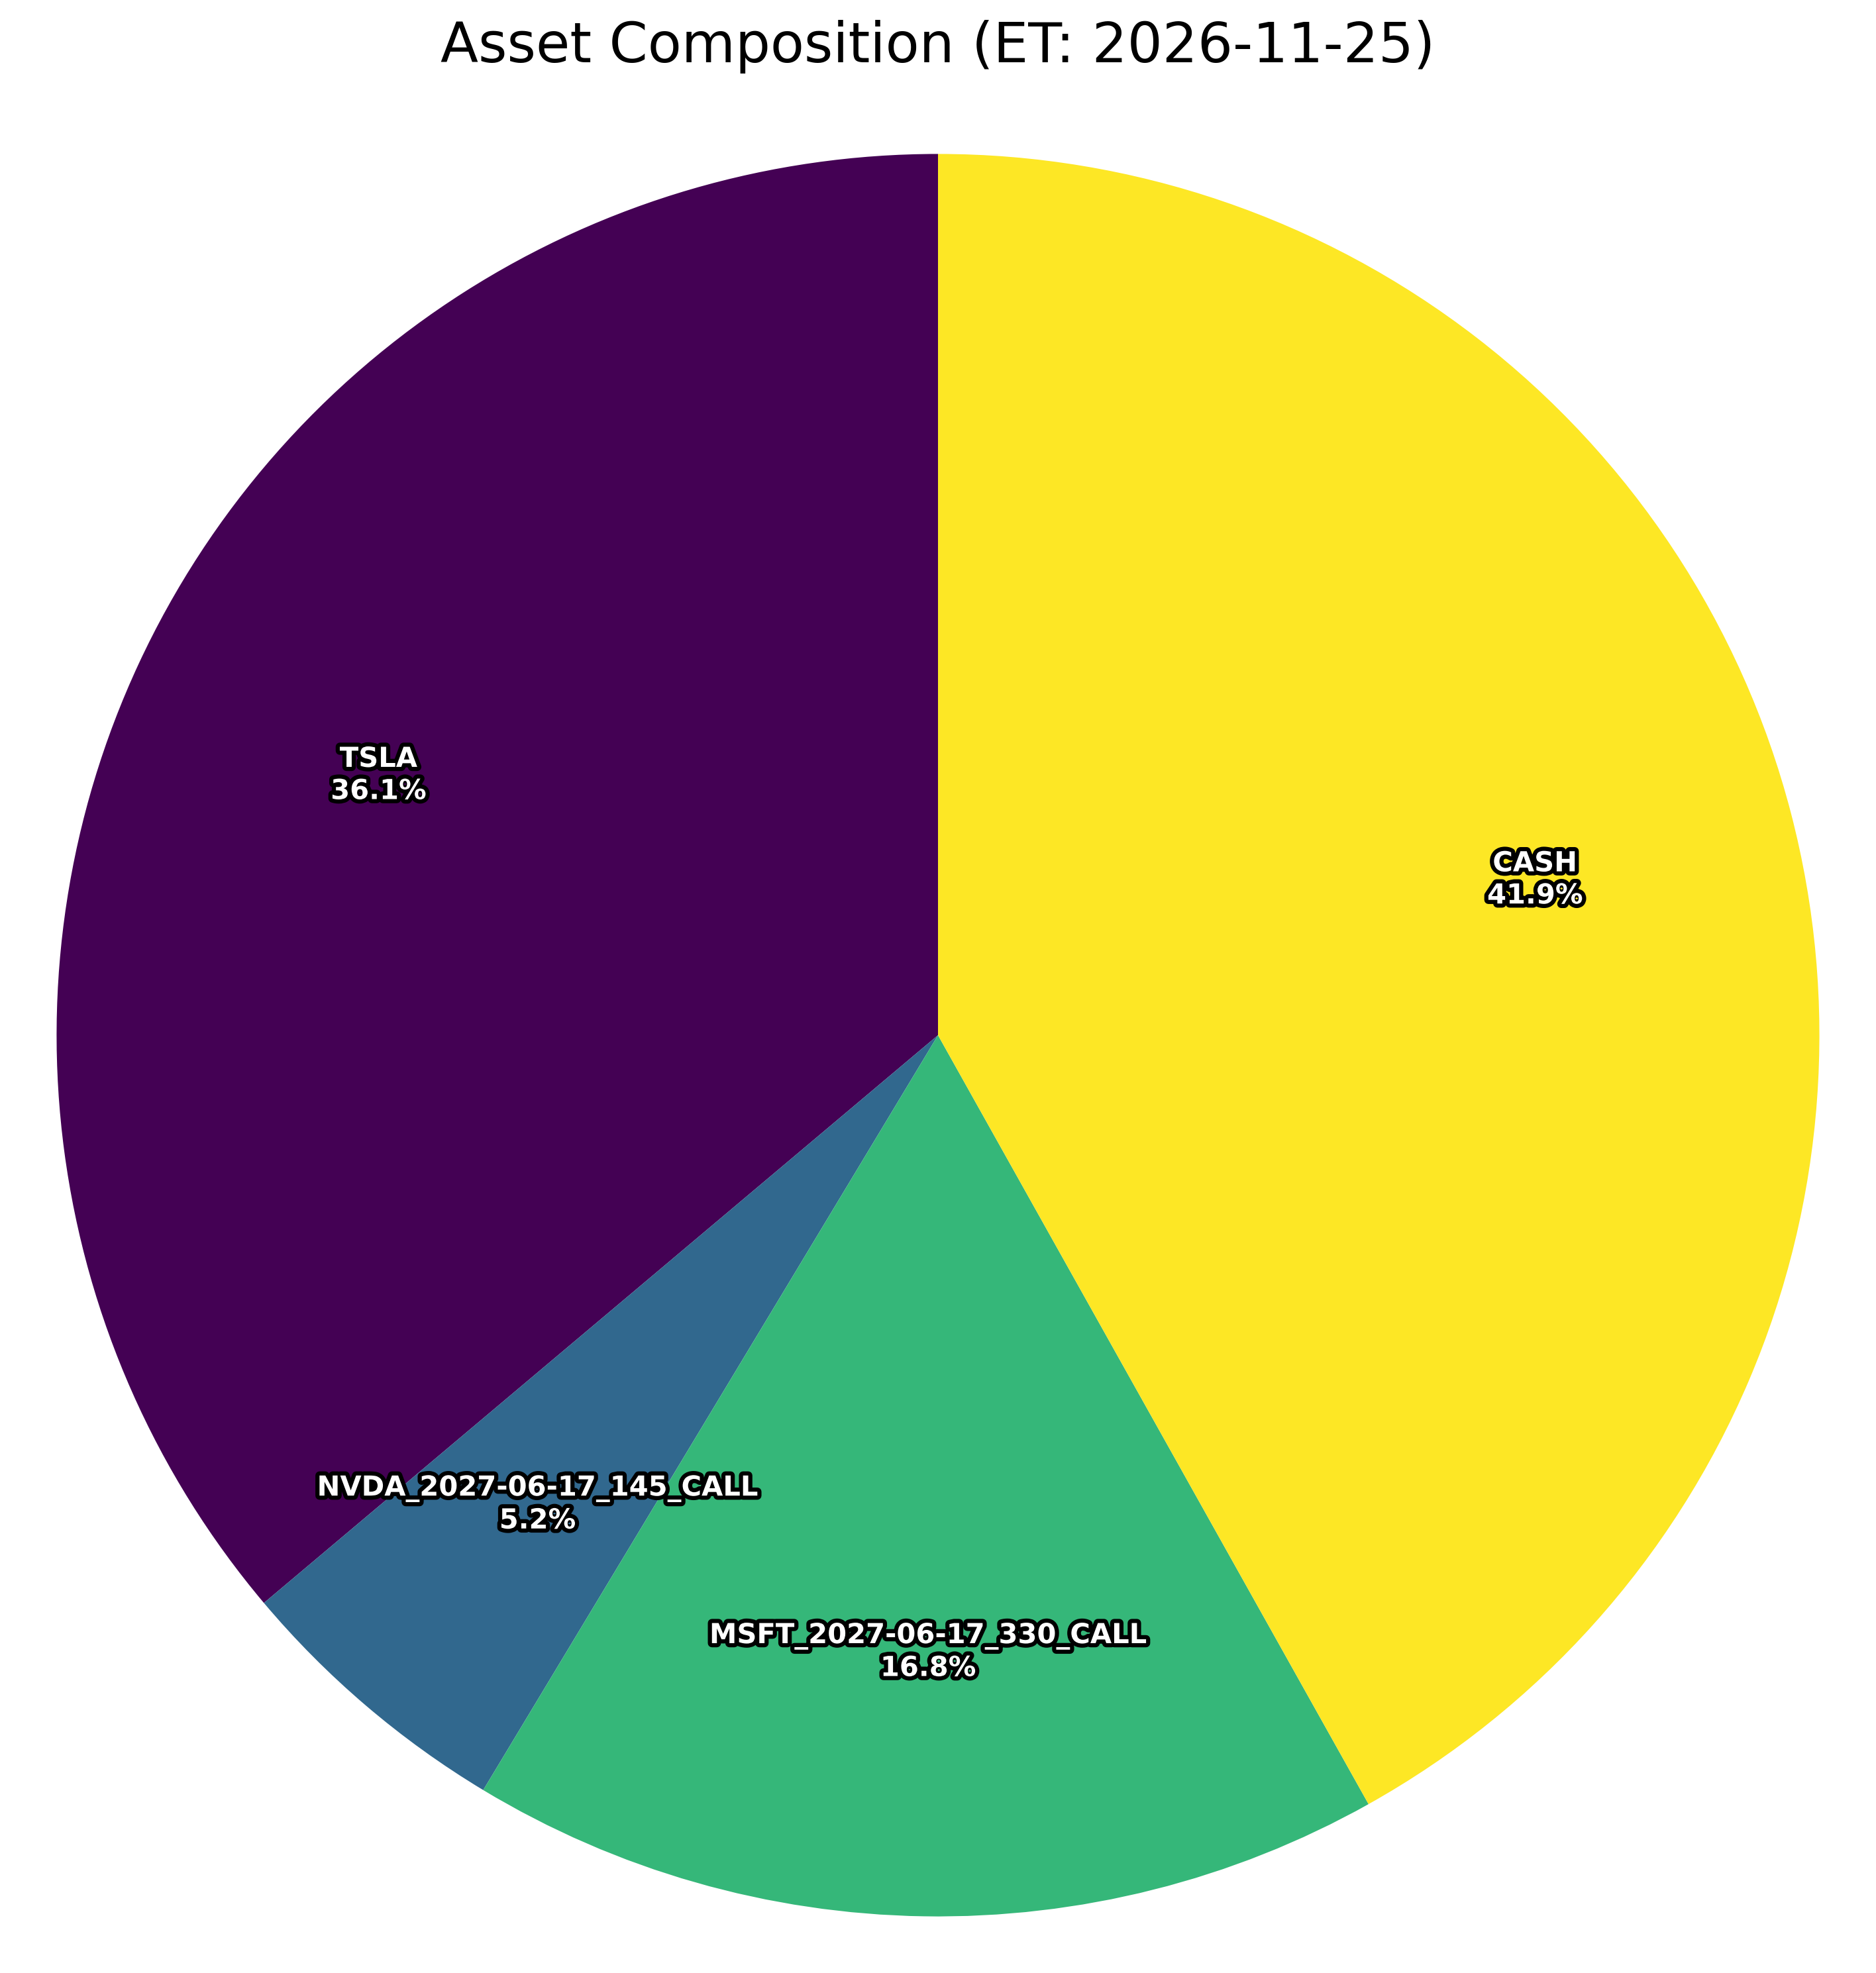 Asset Composition (ET: 2026-11-25)
TSLA
36.1%
CASH
41.9%
NVDA_2027-06-17_145_CALL
5.2%
MSFT_2027-06-17_330_CALL
16.8%